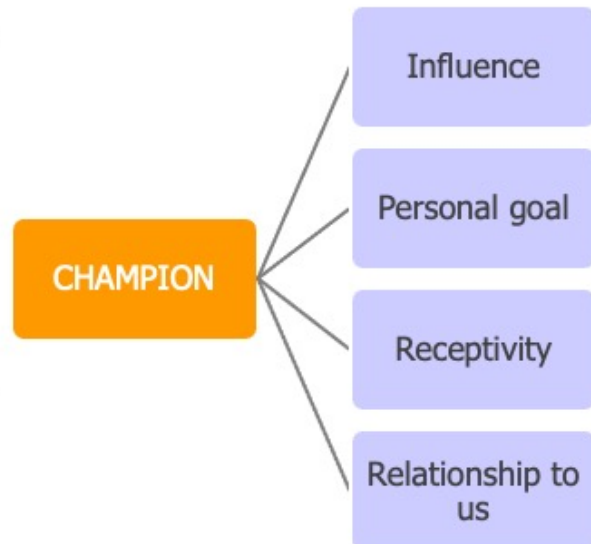 Influence
Personal goal
CHAMPION
Receptivity
Relationship to
us